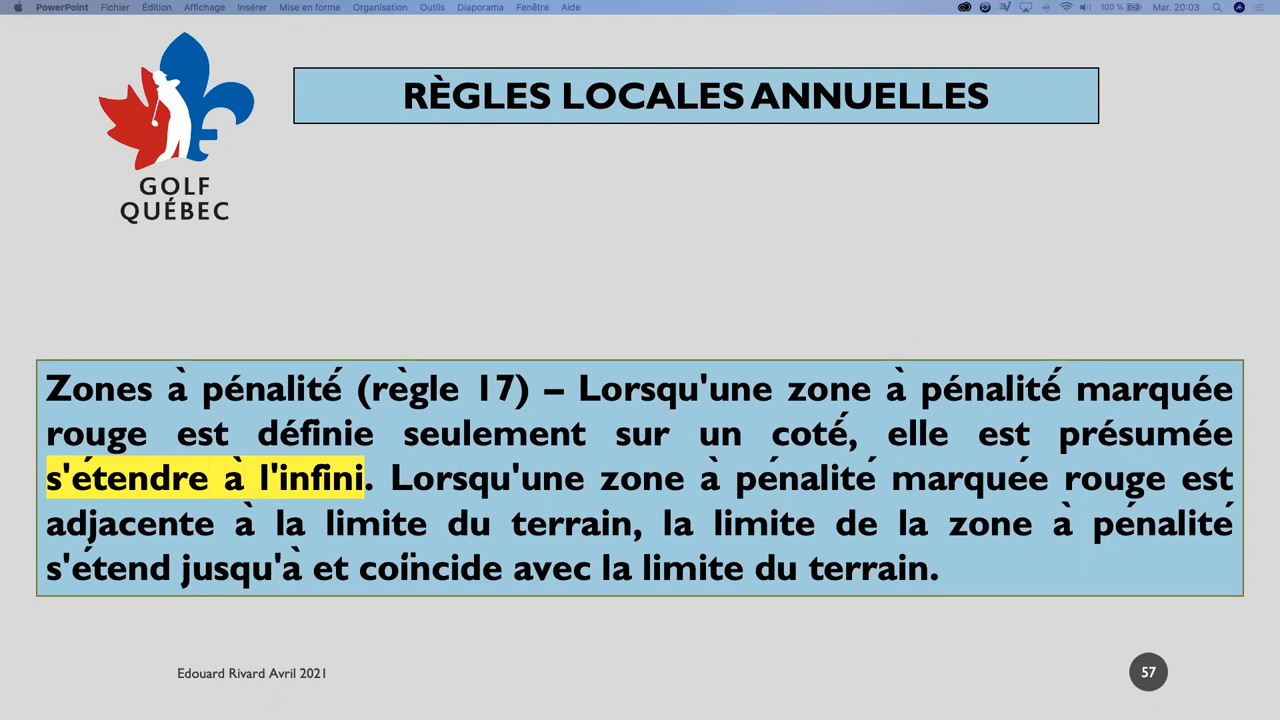 PowerPoint Fichier Édition Affichage Insérer Mise en forme Organisation Outils Diaporama Fenêtre Aide 100 % Mar. 20:03
RÈGLES LOCALES ANNUELLES
GOLF
QUÉBEC
Zones à pénalité (règle 17) – Lorsqu'une zone à pénalité marquée
rouge est définie seulement sur un coté, elle est présumée
s'étendre à l'infini. Lorsqu'une zone à pénalité marquée rouge est
adjacente à la limite du terrain, la limite de la zone à pénalité
s'étend jusqu'à et coïncide avec la limite du terrain.
Edouard Rivard Avril 2021
57